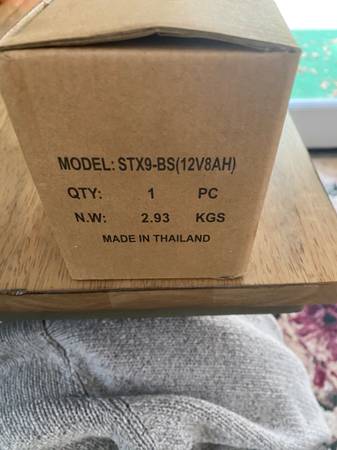 MODEL: STX9-BS(12V8AH)
QTY: 1 PC
N.W: 2.93 KGS
MADE IN THAILAND